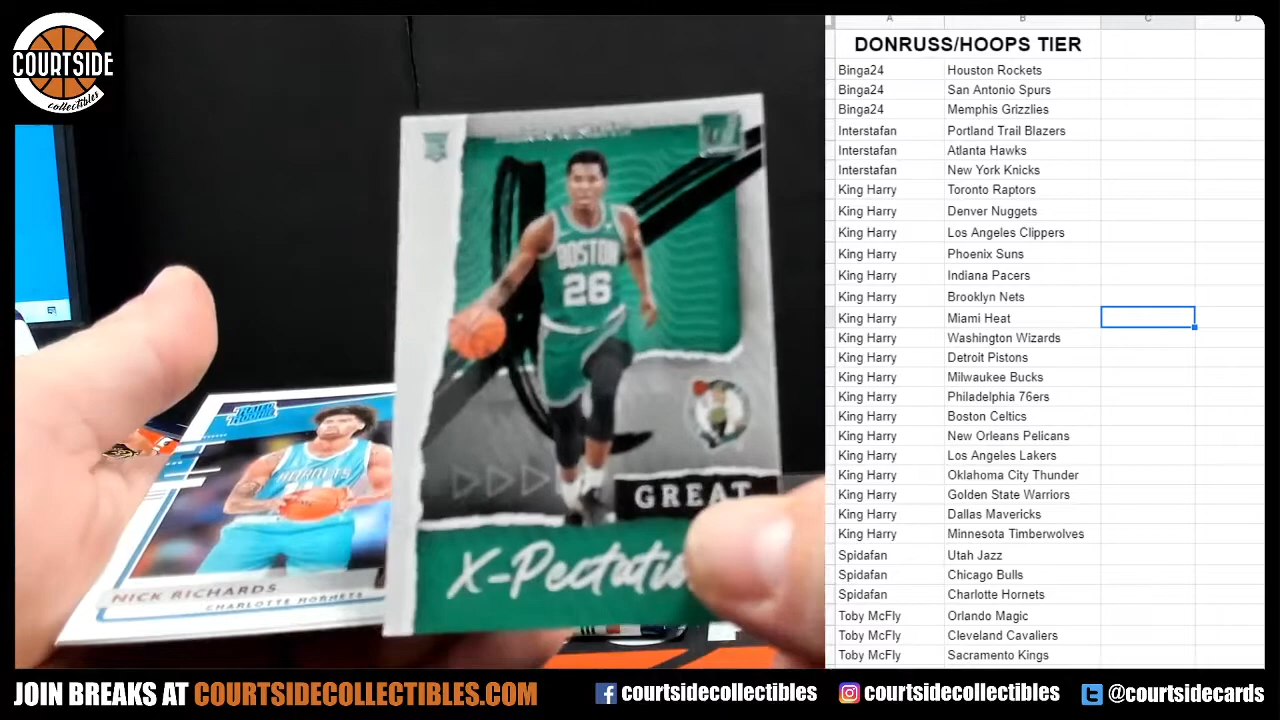 COURTSIDE
collectibles
BOSTON
26
GREAT
X-Pectatio
RATED
ROOKIE
HORNETS
NICK RICHARDS
CHARLOTTE HORNETS
A B C D
DONRUSS/HOOPS TIER
Binga24 Houston Rockets
Binga24 San Antonio Spurs
Binga24 Memphis Grizzlies
Interstafan Portland Trail Blazers
Interstafan Atlanta Hawks
Interstafan New York Knicks
King Harry Toronto Raptors
King Harry Denver Nuggets
King Harry Los Angeles Clippers
King Harry Phoenix Suns
King Harry Indiana Pacers
King Harry Brooklyn Nets
King Harry Miami Heat
King Harry Washington Wizards
King Harry Detroit Pistons
King Harry Milwaukee Bucks
King Harry Philadelphia 76ers
King Harry Boston Celtics
King Harry New Orleans Pelicans
King Harry Los Angeles Lakers
King Harry Oklahoma City Thunder
King Harry Golden State Warriors
King Harry Dallas Mavericks
King Harry Minnesota Timberwolves
Spidafan Utah Jazz
Spidafan Chicago Bulls
Spidafan Charlotte Hornets
Toby McFly Orlando Magic
Toby McFly Cleveland Cavaliers
Toby McFly Sacramento Kings
JOIN BREAKS AT COURTSIDECOLLECTIBLES.COM
courtsidecollectibles courtsidecollectibles @courtsidecards